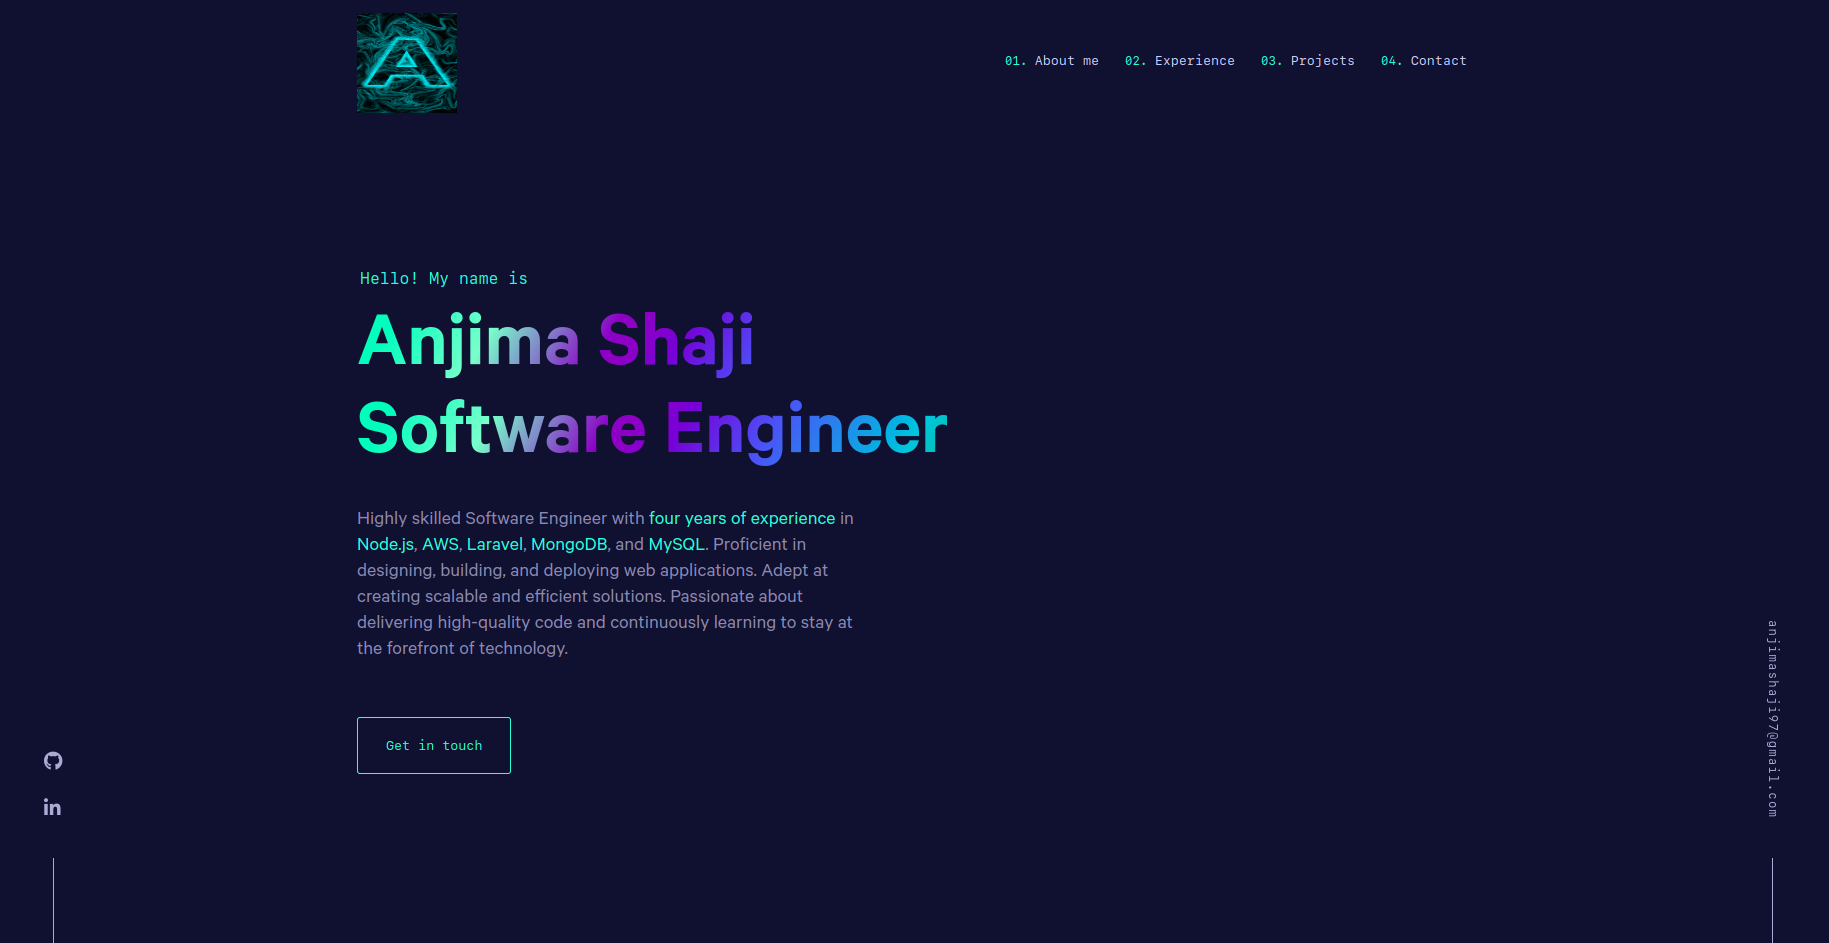 A
01. About me 02. Experience 03. Projects 04. Contact
Hello! My name is
Anjima Shaji
Software Engineer
Highly skilled Software Engineer with four years of experience in
Node.js, AWS, Laravel, MongoDB, and MySQL. Proficient in
designing, building, and deploying web applications. Adept at
creating scalable and efficient solutions. Passionate about
delivering high-quality code and continuously learning to stay at
the forefront of technology.
Get in touch
in
anjimashaji97@gmail.com